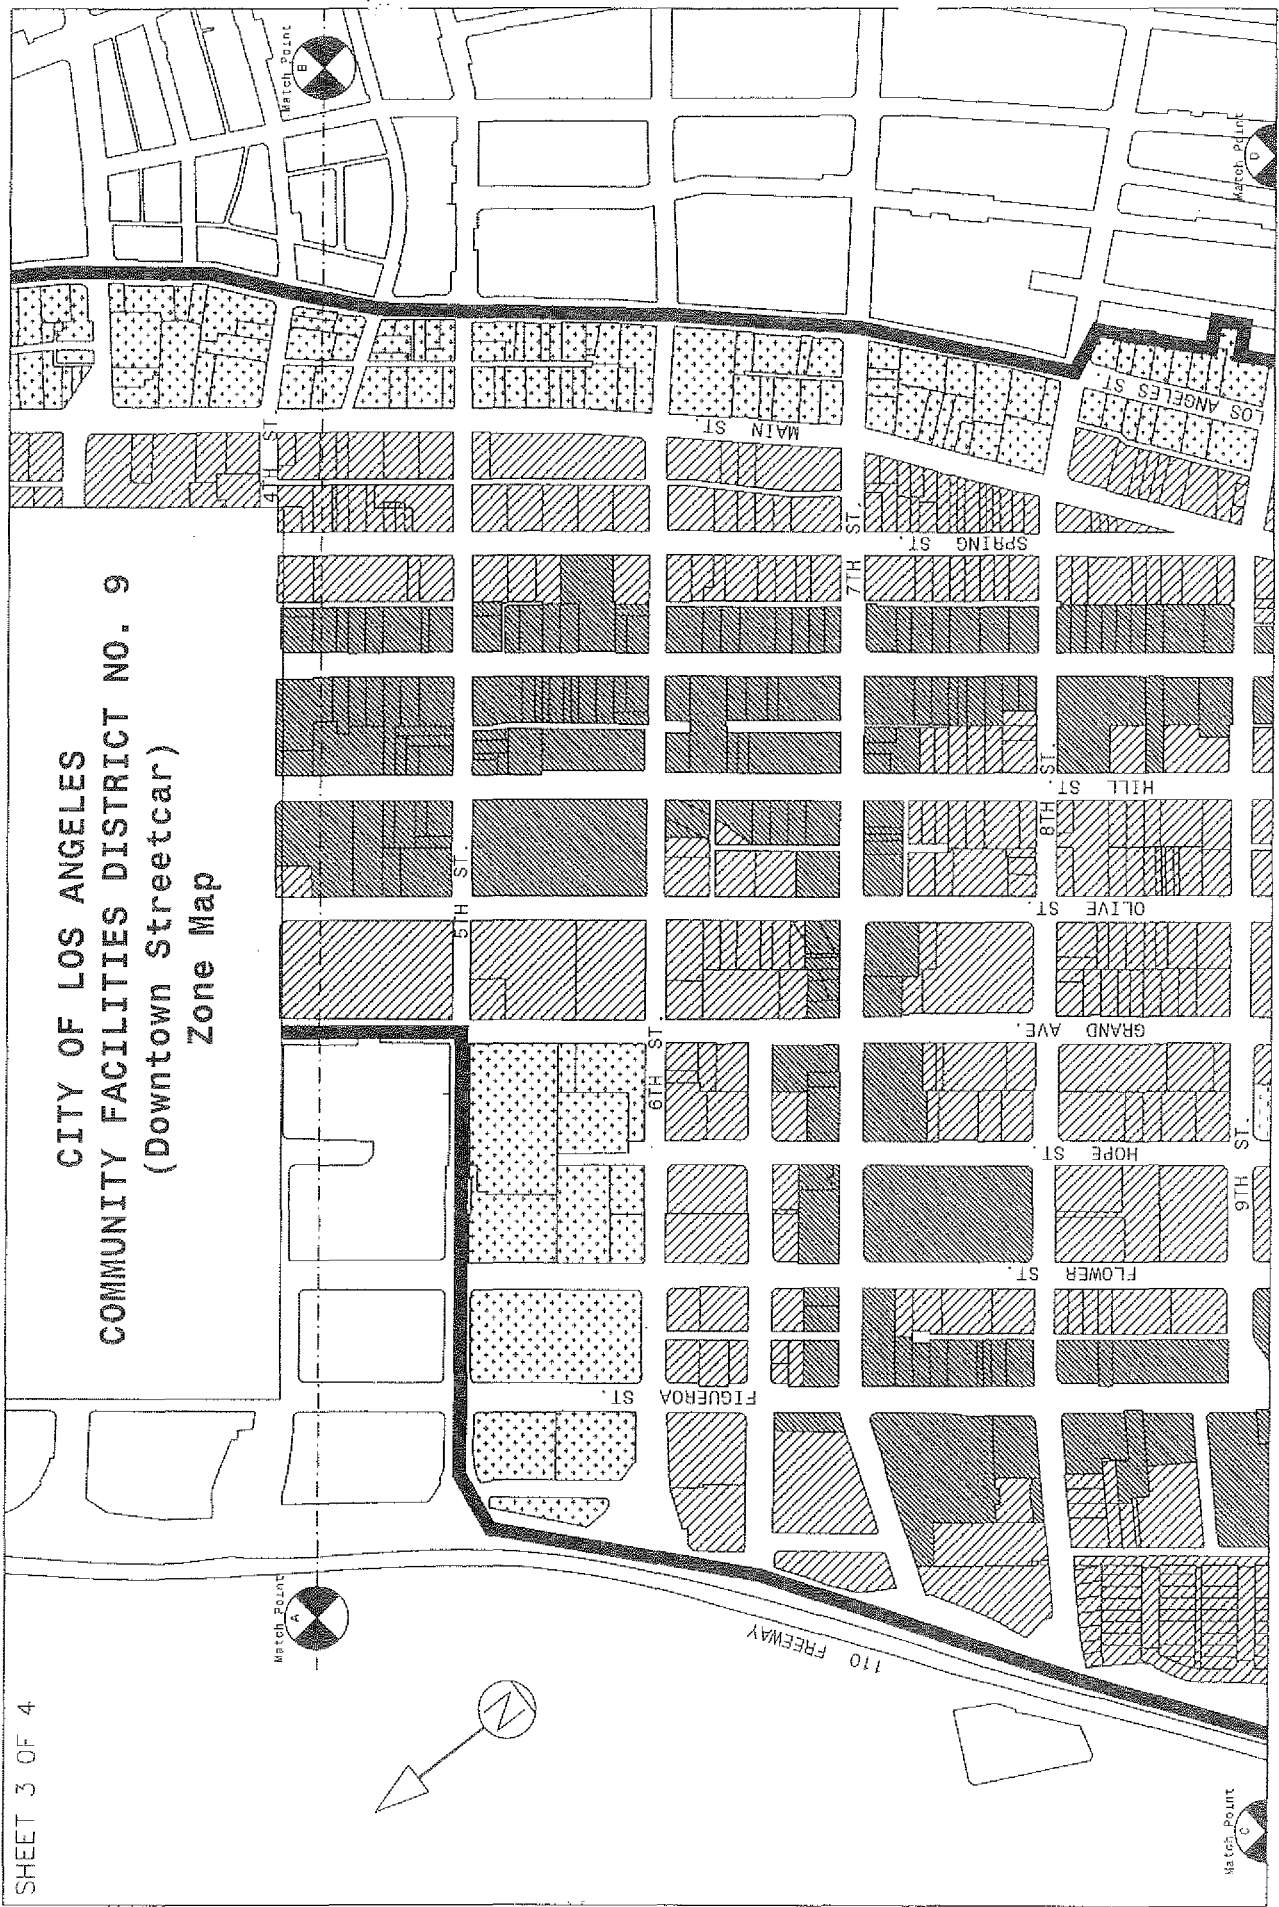 SHEET 3 OF 4
CITY OF LOS ANGELES
COMMUNITY FACILITIES DISTRICT NO. 9
(Downtown Streetcar)
Zone Map
Match Point
A
Match Point
B
Match Point
C
Match Point
D
N
110 FREEWAY
FIGUEROA ST.
FLOWER ST.
HOPE ST.
GRAND AVE.
OLIVE ST.
HILL ST.
SPRING ST.
MAIN ST.
LOS ANGELES ST
4TH ST.
5TH ST.
6TH ST.
7TH ST.
8TH ST.
9TH ST.